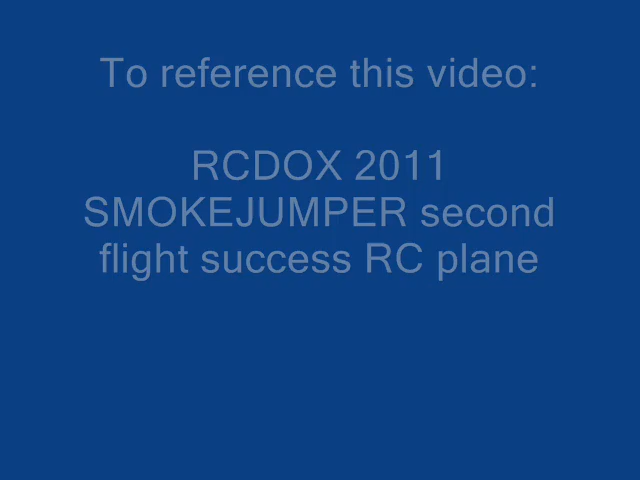 To reference this video:
RCDOX 2011
SMOKEJUMPER second
flight success RC plane